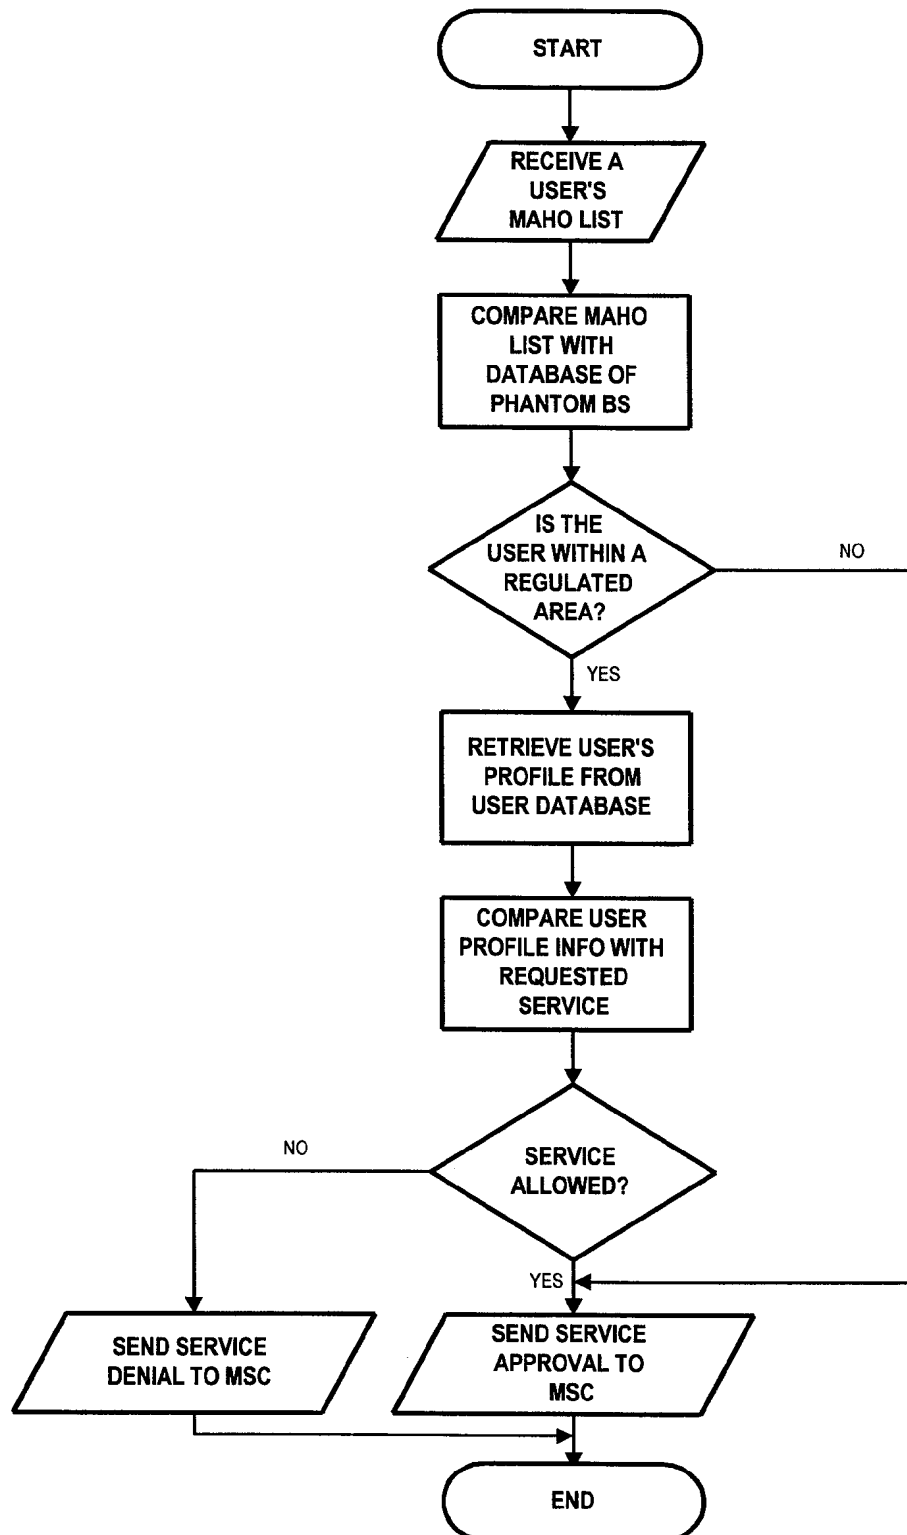 START
RECEIVE A
USER'S
MAHO LIST
COMPARE MAHO
LIST WITH
DATABASE OF
PHANTOM BS
IS THE
USER WITHIN A
REGULATED
AREA?
NO
YES
RETRIEVE USER'S
PROFILE FROM
USER DATABASE
COMPARE USER
PROFILE INFO WITH
REQUESTED
SERVICE
SERVICE
ALLOWED?
NO
YES
SEND SERVICE
DENIAL TO MSC
SEND SERVICE
APPROVAL TO
MSC
END